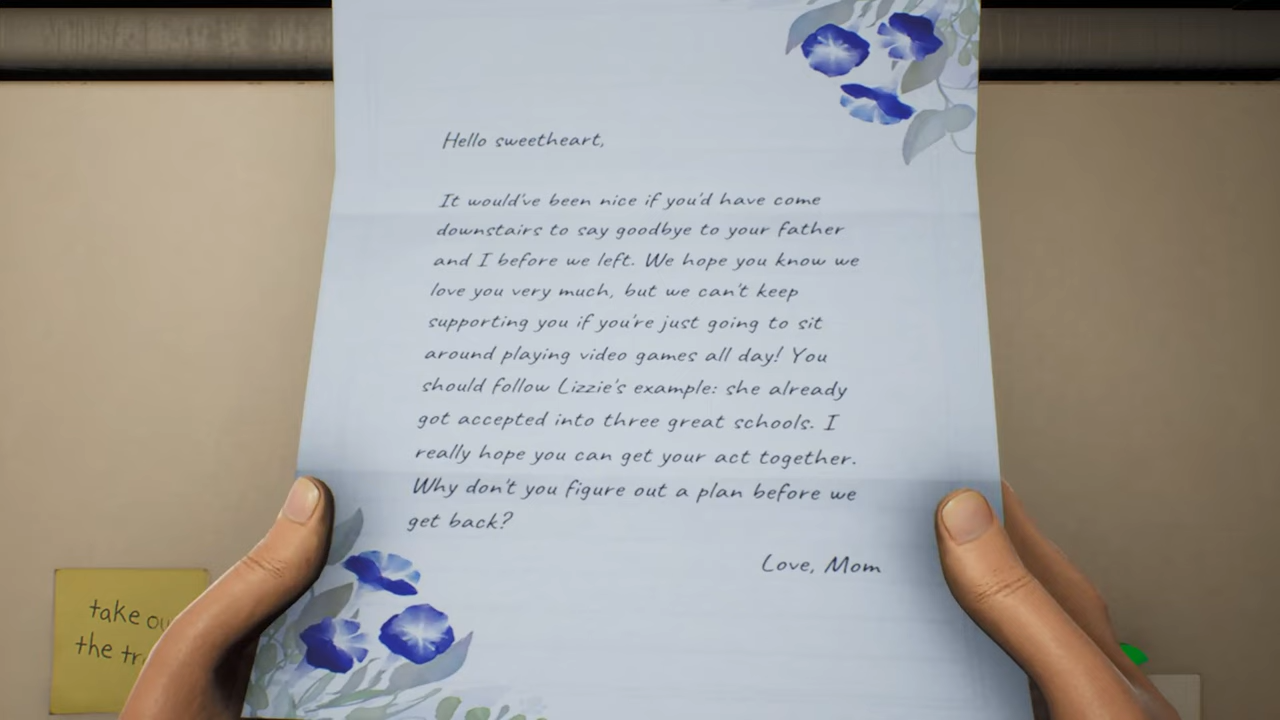 Hello sweetheart,
It would've been nice if you'd have come
downstairs to say goodbye to your father
and I before we left. We hope you know we
love you very much, but we can't keep
supporting you if you're just going to sit
around playing video games all day! You
should follow Lizzie's example: she already
got accepted into three great schools. I
really hope you can get your act together.
Why don't you figure out a plan before we
get back?
Love, Mom
take
the